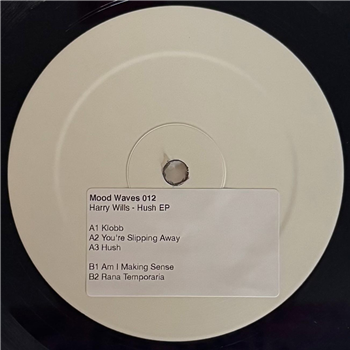 Mood Waves 012
Harry Wills - Hush EP
A1 Klobb
A2 You're Slipping Away
A3 Hush
B1 Am I Making Sense
B2 Rana Temporaria